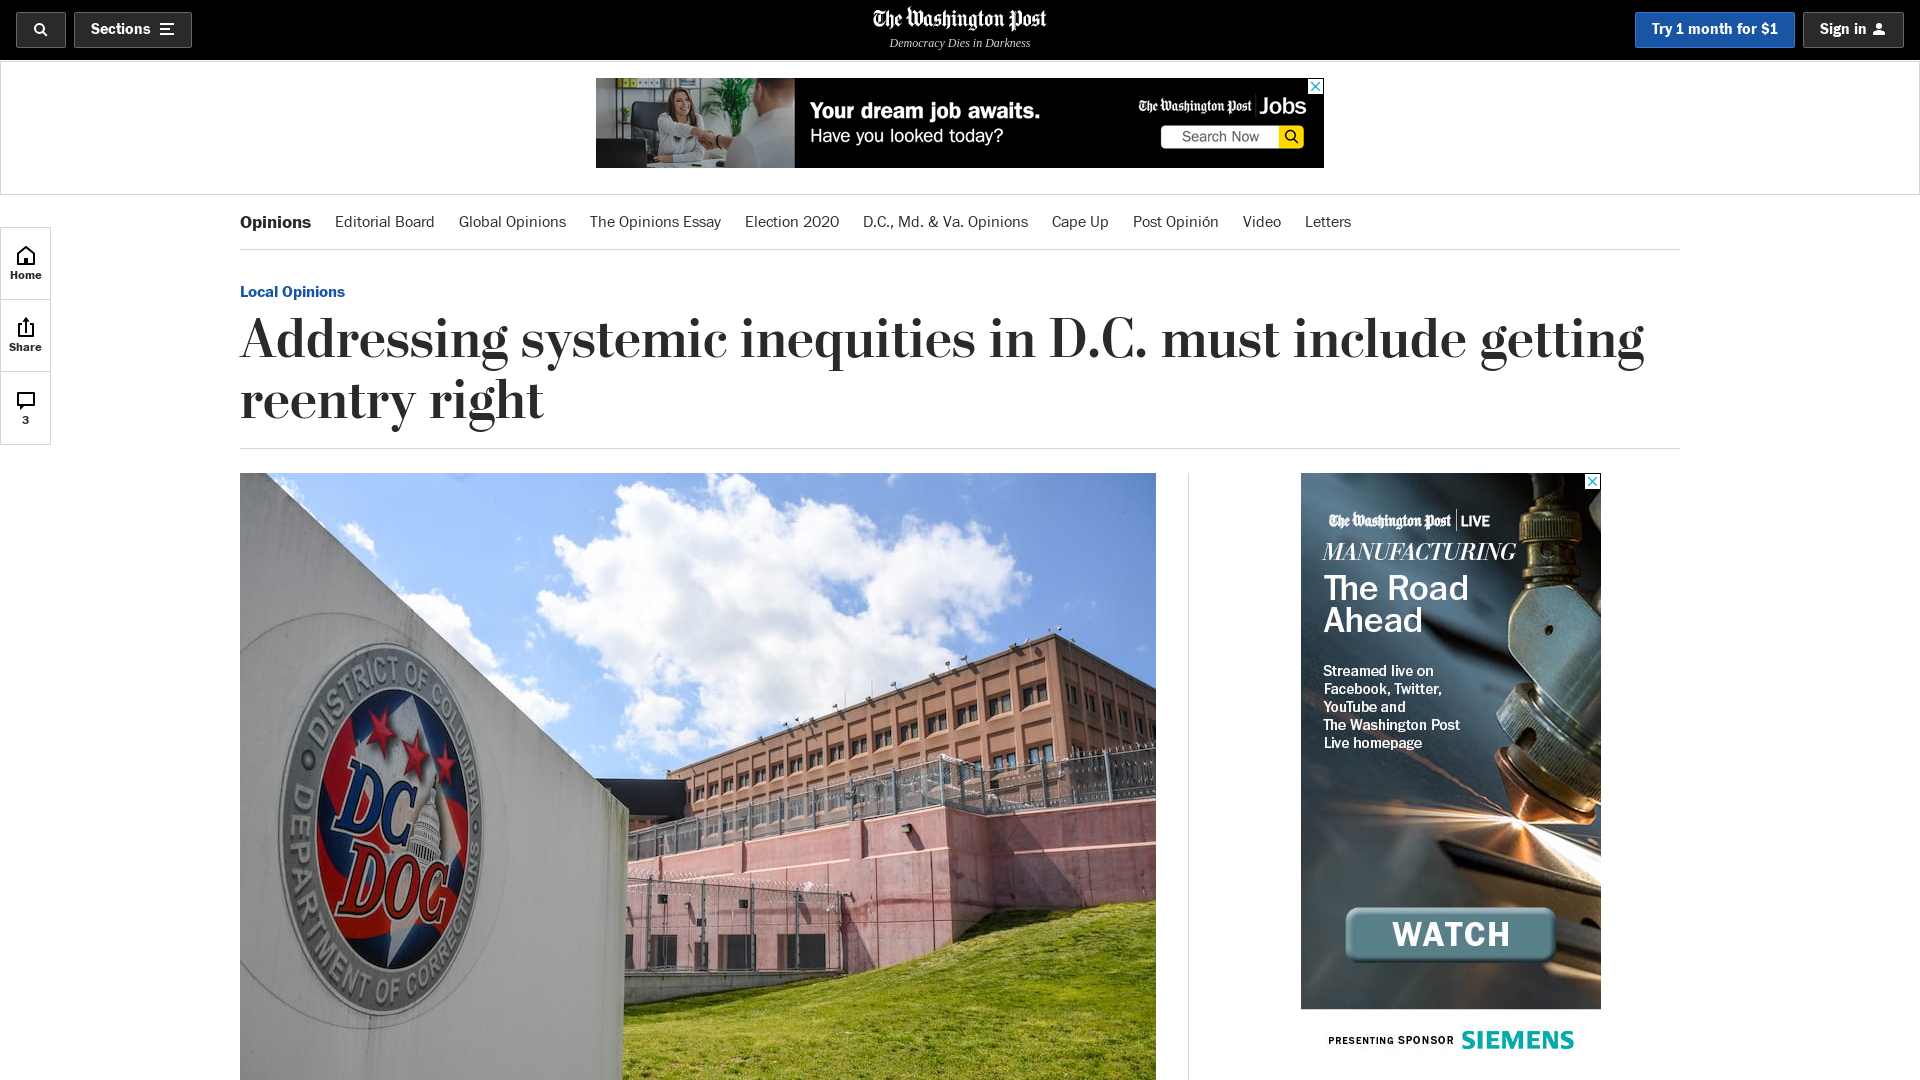 Sections
The Washington Post
Democracy Dies in Darkness
Try 1 month for $1
Sign in
Your dream job awaits.
Have you looked today?
The Washington Post Jobs
Search Now
Opinions Editorial Board Global Opinions The Opinions Essay Election 2020 D.C., Md. & Va. Opinions Cape Up Post Opinión Video Letters
Home
Share
3
Local Opinions
Addressing systemic inequities in D.C. must include getting
reentry right
DISTRICT OF COLUMBIA
DC
DOC
DEPARTMENT OF CORRECTIONS
The Washington Post LIVE
MANUFACTURING
The Road
Ahead
Streamed live on
Facebook, Twitter,
YouTube and
The Washington Post
Live homepage
WATCH
PRESENTING SPONSOR SIEMENS